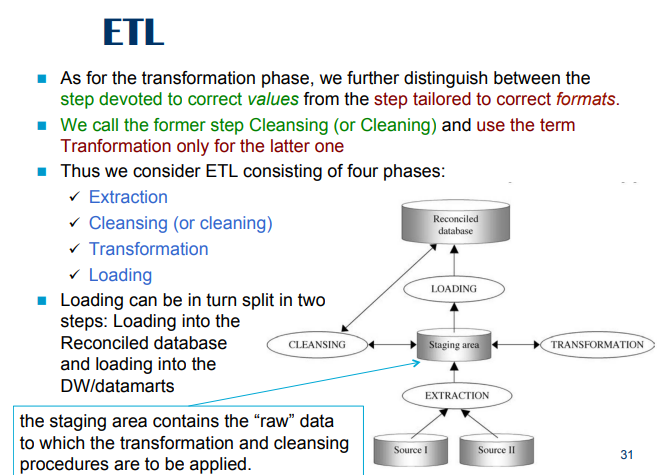 ETL
As for the transformation phase, we further distinguish between the
step devoted to correct values from the step tailored to correct formats.
We call the former step Cleansing (or Cleaning) and use the term
Tranformation only for the latter one
Thus we consider ETL consisting of four phases:
Extraction
Cleansing (or cleaning)
Transformation
Loading
Loading can be in turn split in two
steps: Loading into the
Reconciled database
and loading into the
DW/datamarts
the staging area contains the “raw” data
to which the transformation and cleansing
procedures are to be applied.
Reconciled
database
LOADING
CLEANSING
Staging area
TRANSFORMATION
EXTRACTION
Source I
Source II
31